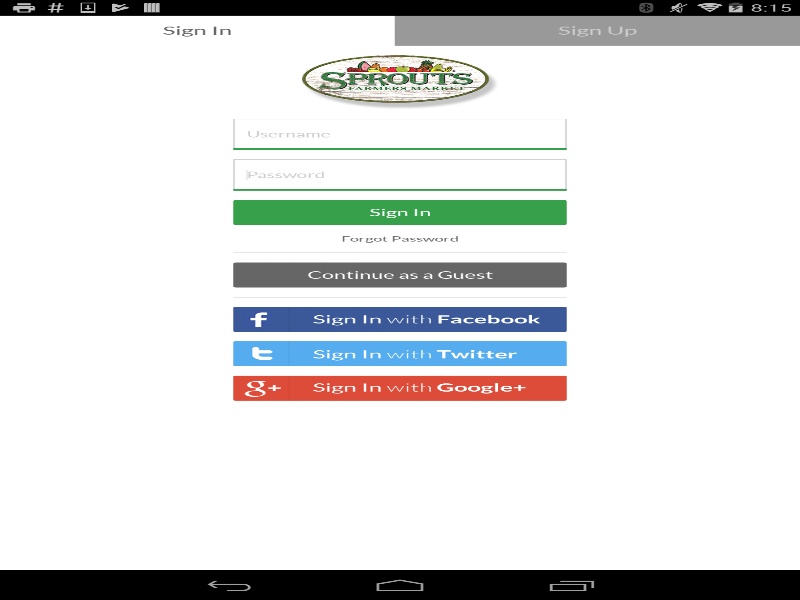 8:15
Sign In
Sign Up
SPROUTS
FARMERS MARKET
Username
Password
Sign In
Forgot Password
Continue as a Guest
f Sign In with Facebook
t Sign In with Twitter
g+ Sign In with Google+